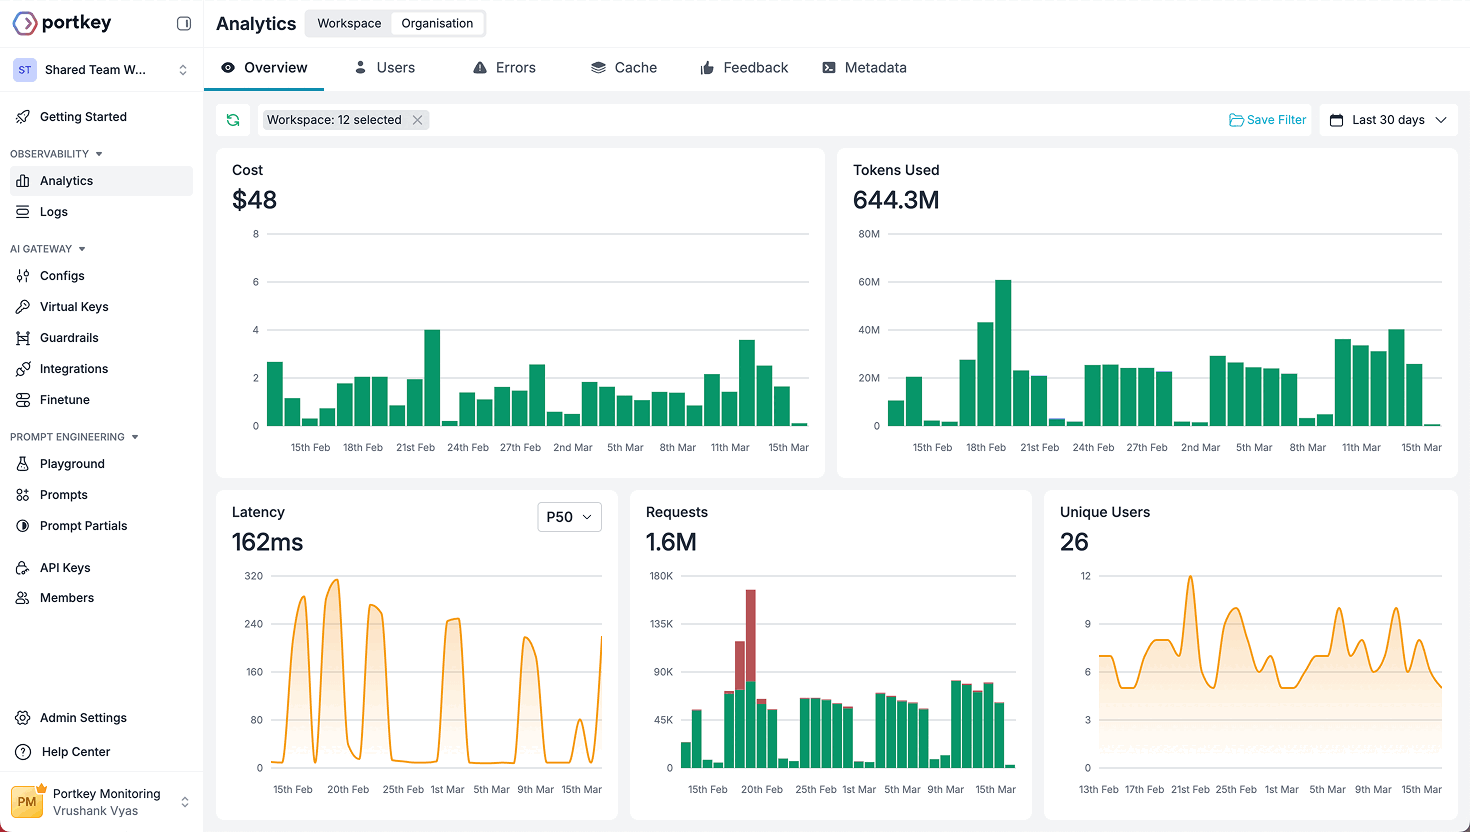 portkey
Analytics
Workspace
Organisation
ST
Shared Team W...
Overview
Users
Errors
Cache
Feedback
Metadata
Getting Started
OBSERVABILITY
Analytics
Logs
AI GATEWAY
Configs
Virtual Keys
Guardrails
Integrations
Finetune
PROMPT ENGINEERING
Playground
Prompts
Prompt Partials
API Keys
Members
Admin Settings
Help Center
PM
Portkey Monitoring
Vrushank Vyas
Workspace: 12 selected
Save Filter
Last 30 days
Cost
$48
8
6
4
2
0
15th Feb 18th Feb 21st Feb 24th Feb 27th Feb 2nd Mar 5th Mar 8th Mar 11th Mar 15th Mar
Tokens Used
644.3M
80M
60M
40M
20M
0
15th Feb 18th Feb 21st Feb 24th Feb 27th Feb 2nd Mar 5th Mar 8th Mar 11th Mar 15th Mar
Latency
P50
162ms
320
240
160
80
0
15th Feb 20th Feb 25th Feb 1st Mar 5th Mar 9th Mar 15th Mar
Requests
1.6M
180K
135K
90K
45K
0
15th Feb 20th Feb 25th Feb 1st Mar 5th Mar 9th Mar 15th Mar
Unique Users
26
12
9
6
3
0
13th Feb 17th Feb 21st Feb 25th Feb 1st Mar 5th Mar 9th Mar 15th Mar